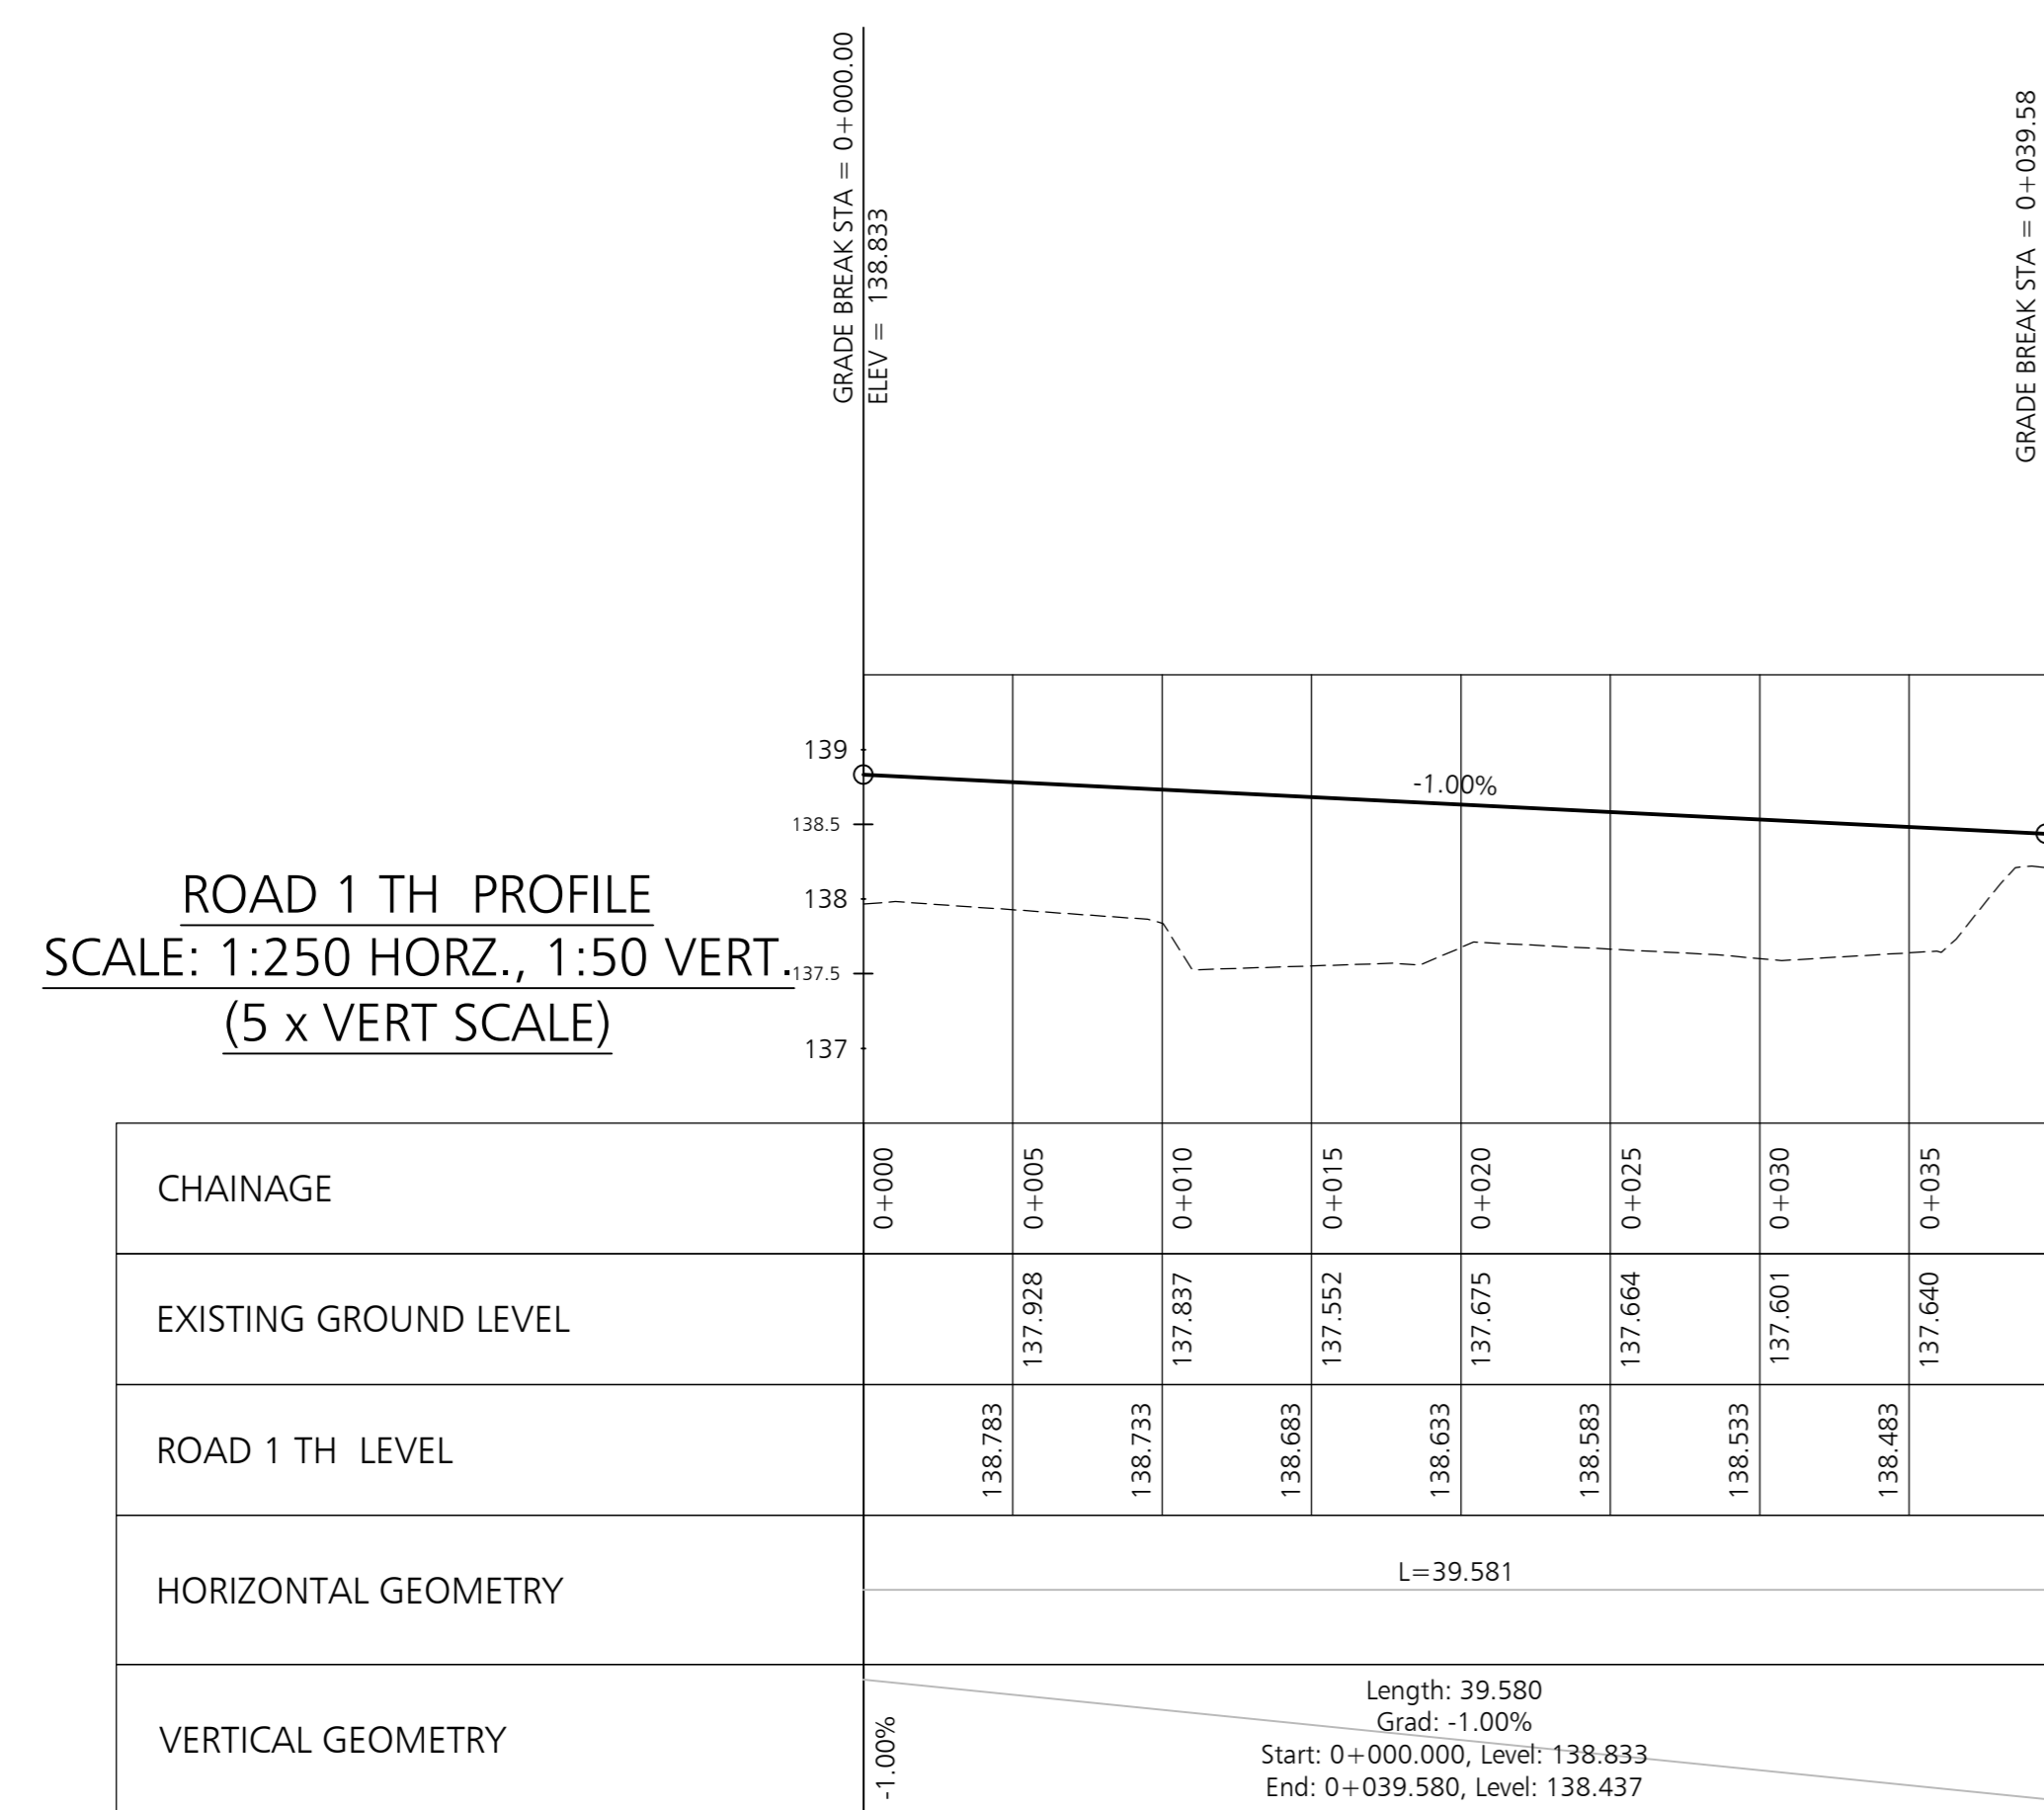 GRADE BREAK STA = 0+000.00
ELEV = 138.833
GRADE BREAK STA = 0+039.58
139
138.5
138
137.5
137
-1.00%
ROAD 1 TH PROFILE
SCALE: 1:250 HORZ., 1:50 VERT.
(5 x VERT SCALE)
CHAINAGE
0+000
0+005
0+010
0+015
0+020
0+025
0+030
0+035
EXISTING GROUND LEVEL
137.928
137.837
137.552
137.675
137.664
137.601
137.640
ROAD 1 TH LEVEL
138.783
138.733
138.683
138.633
138.583
138.533
138.483
HORIZONTAL GEOMETRY
L=39.581
VERTICAL GEOMETRY
-1.00%
Length: 39.580
Grad: -1.00%
Start: 0+000.000, Level: 138.833
End: 0+039.580, Level: 138.437